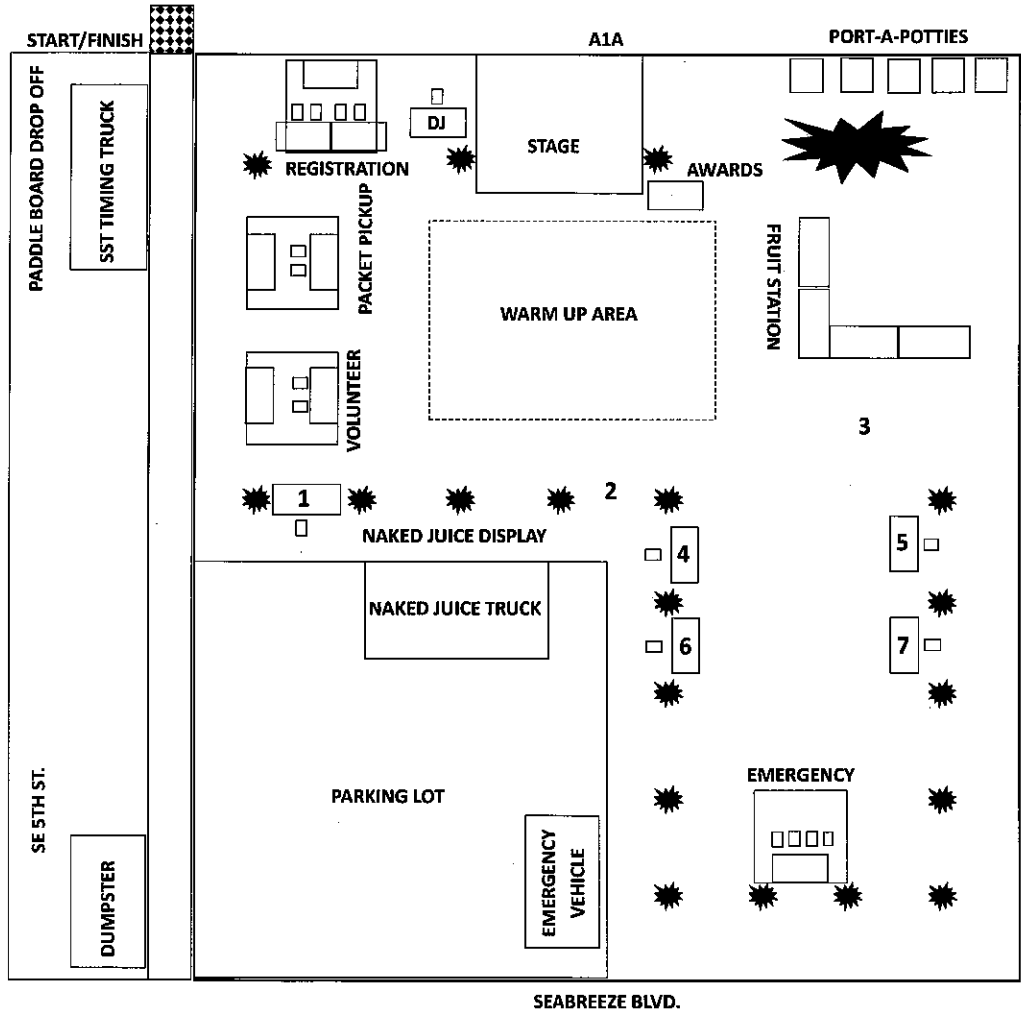 START/FINISH
A1A
PORT-A-POTTIES
PADDLE BOARD DROP OFF
SST TIMING TRUCK
DJ
STAGE
REGISTRATION
AWARDS
PACKET PICKUP
FRUIT STATION
WARM UP AREA
VOLUNTEER
3
1
2
NAKED JUICE DISPLAY
4
5
NAKED JUICE TRUCK
6
7
EMERGENCY
PARKING LOT
SE 5TH ST.
DUMPSTER
EMERGENCY
VEHICLE
SEABREEZE BLVD.